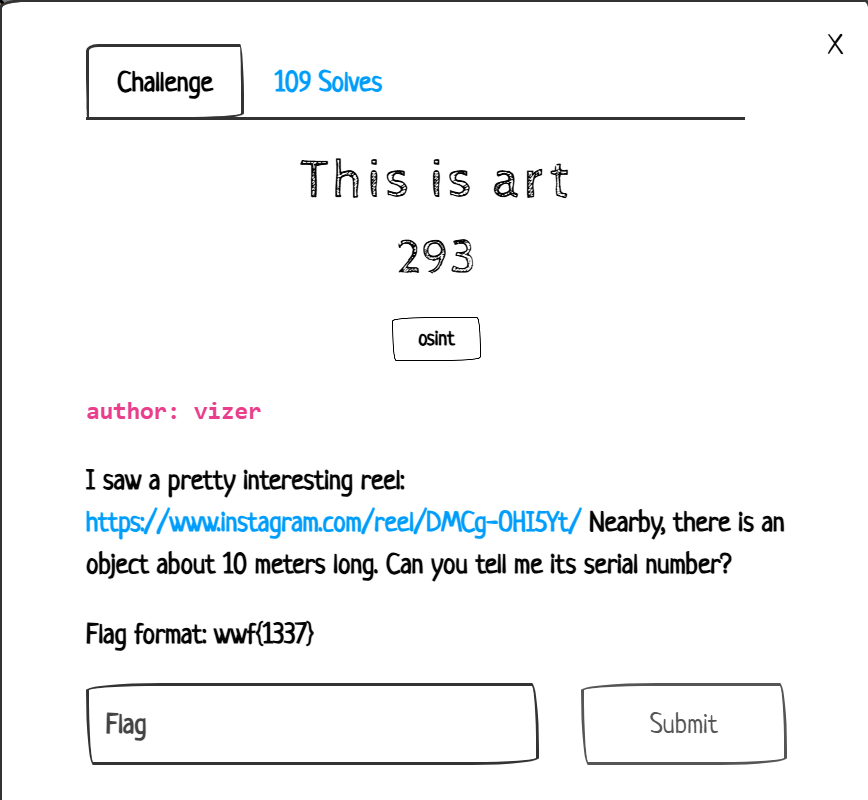 X
Challenge 109 Solves
This is art
293
osint
author: vizer
I saw a pretty interesting reel:
https://www.instagram.com/reel/DMCg-OHI5Yt/ Nearby, there is an
object about 10 meters long. Can you tell me its serial number?
Flag format: wwf{1337}
Flag Submit